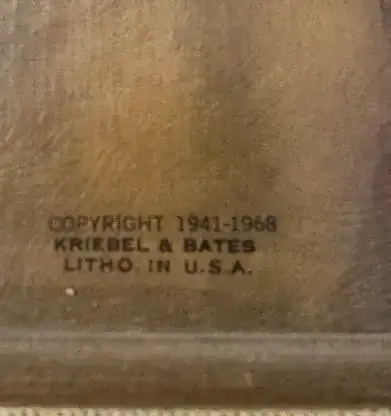 COPYRIGHT 1941-1968
KRIEBEL & BATES
LITHO. IN U.S.A.